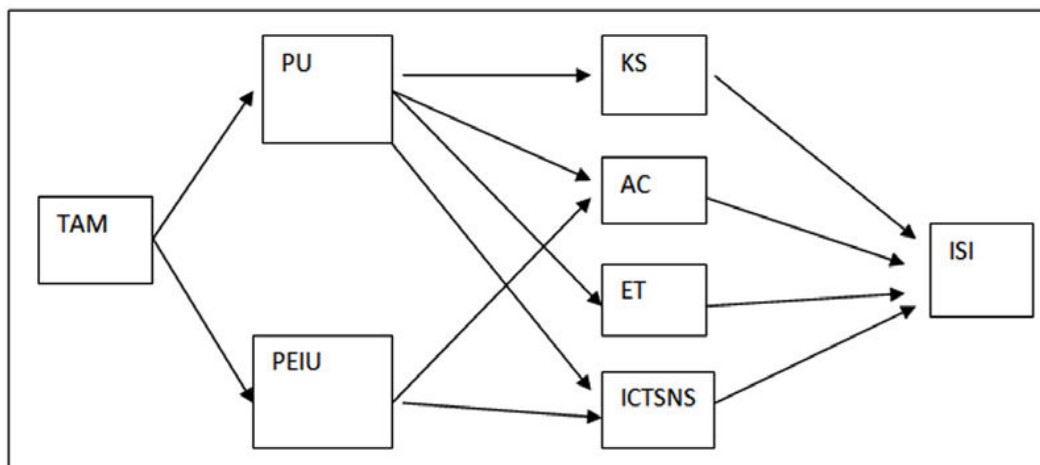 TAM
PU
PEIU
KS
AC
ET
ICTSNS
ISI